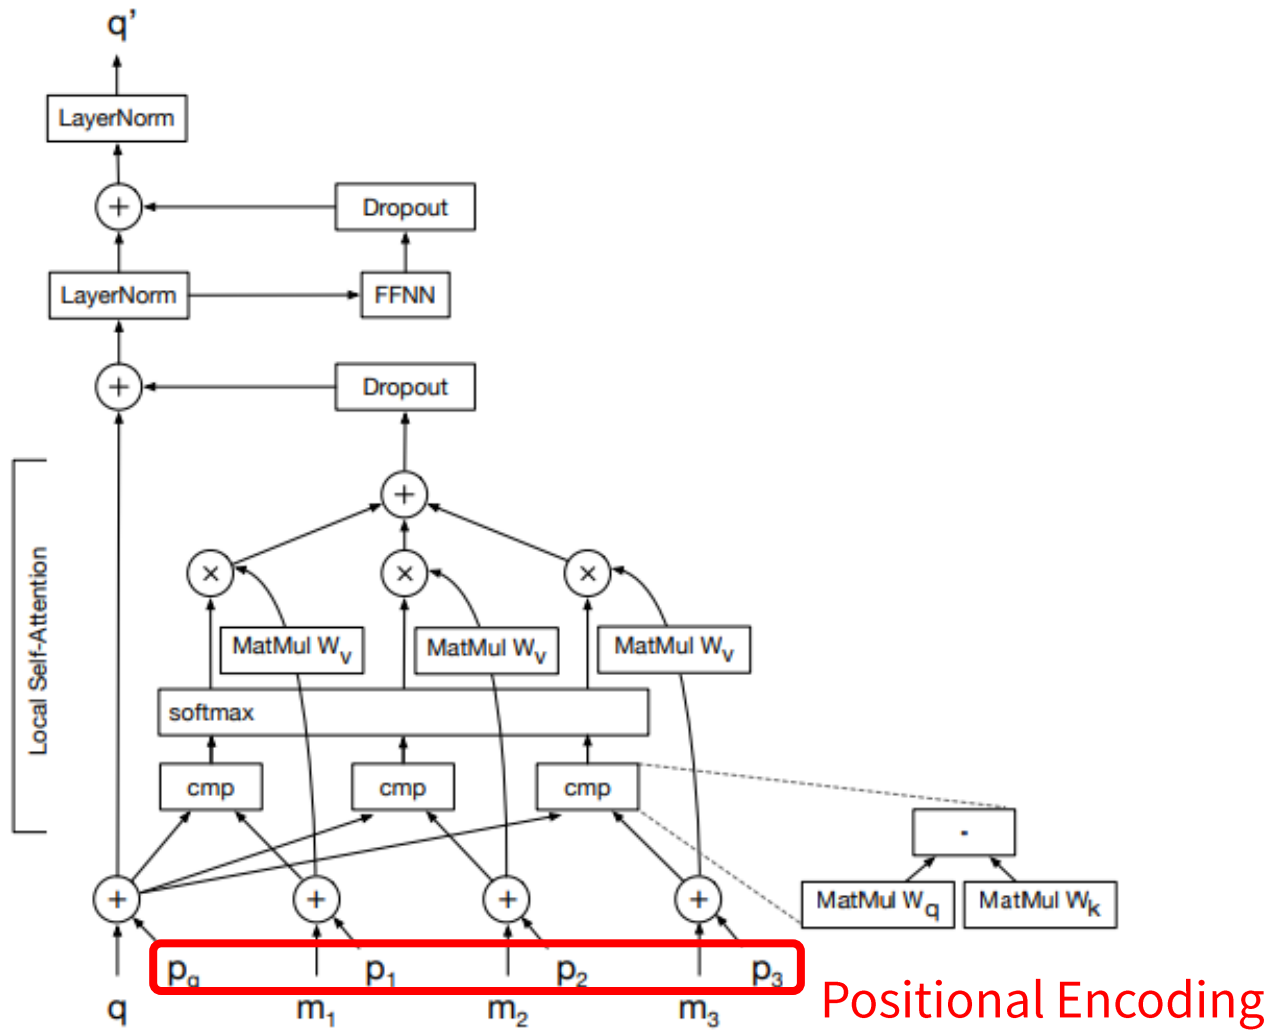 q’
LayerNorm
+
Dropout
LayerNorm
FFNN
+
Dropout
Local Self-Attention
+
×
×
×
MatMul Wv
MatMul Wv
MatMul Wv
softmax
cmp
cmp
cmp
-
MatMul Wq
MatMul Wk
+
+
+
+
pq
p1
p2
p3
q
m1
m2
m3
Positional Encoding